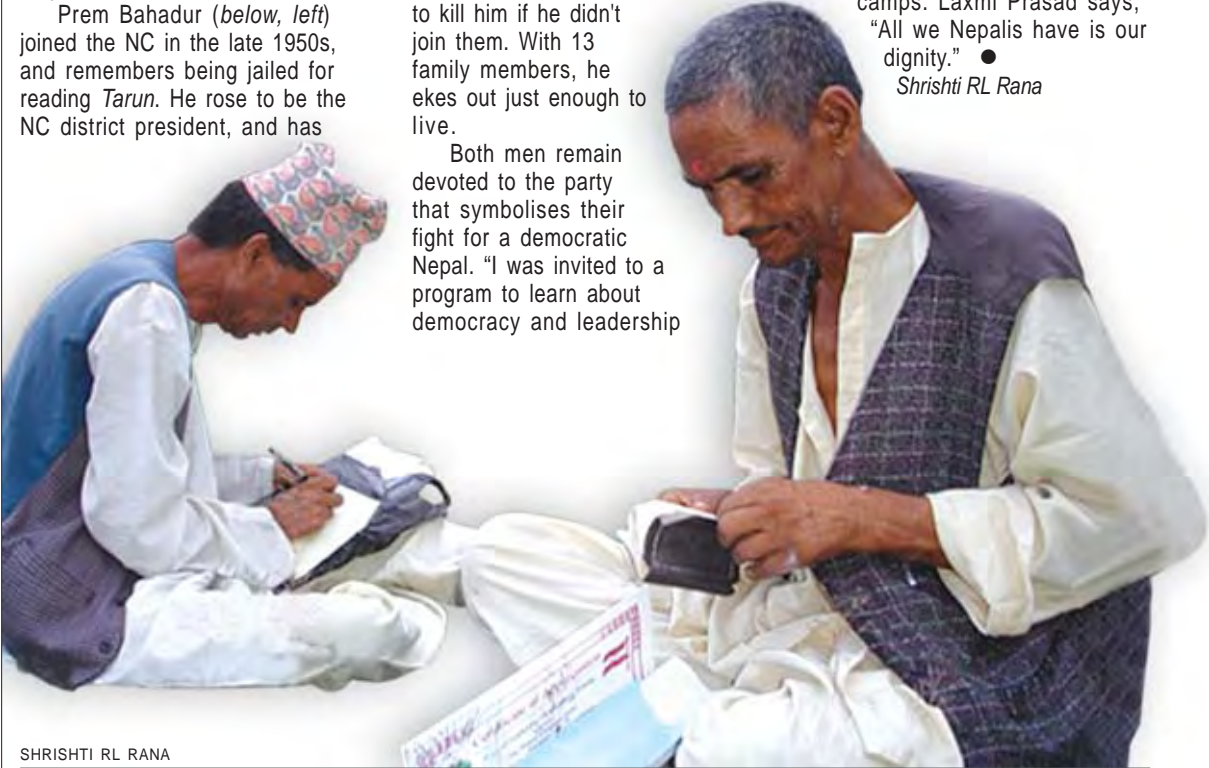 Prem Bahadur (below, left)
joined the NC in the late 1950s,
and remembers being jailed for
reading Tarun. He rose to be the
NC district president, and has
to kill him if he didn't
join them. With 13
family members, he
ekes out just enough to
live.
Both men remain
devoted to the party
that symbolises their
fight for a democratic
Nepal. “I was invited to a
program to learn about
democracy and leadership
camps. Laxmi Prasad says,
“All we Nepalis have is our
dignity.” ●
Shrishti RL Rana
SHRISHTI RL RANA